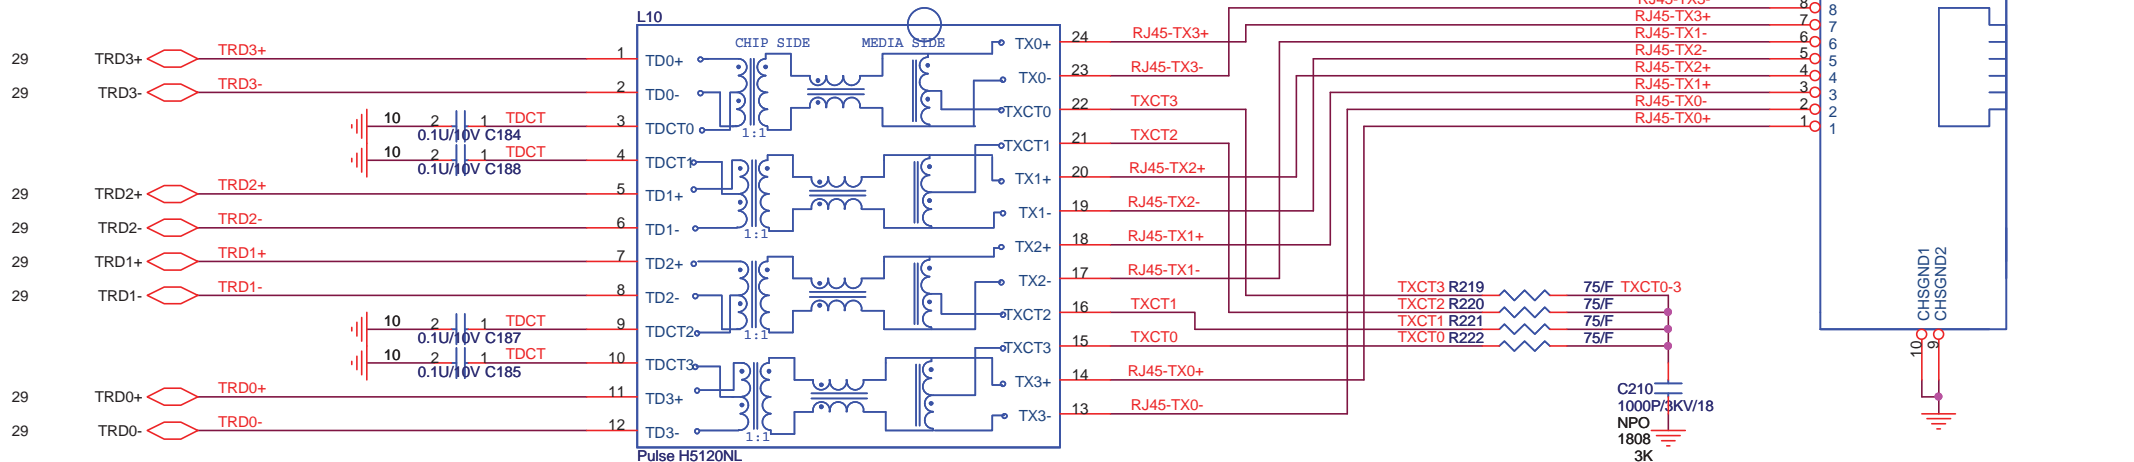 L10
CHIP SIDE MEDIA SIDE
29 TRD3+ TRD3+ 1 TD0+ TX0+ 24 RJ45-TX3+
29 TRD3- TRD3- 2 TD0- TX0- 23 RJ45-TX3-
10 2 1 TDCT 3 TDCT0 TXCT0 22 TXCT3
0.1U/10V C184
1:1
TXCT1 21 TXCT2
10 2 1 TDCT 4 TDCT1
0.1U/10V C188
TX1+ 20 RJ45-TX2+
29 TRD2+ TRD2+ 5 TD1+
TX1- 19 RJ45-TX2-
29 TRD2- TRD2- 6 TD1-
1:1
TX2+ 18 RJ45-TX1+
29 TRD1+ TRD1+ 7 TD2+
TX2- 17 RJ45-TX1-
29 TRD1- TRD1- 8 TD2-
TXCT2 16 TXCT1
10 2 1 TDCT 9 TDCT2
0.1U/10V C187
1:1
TXCT3 15 TXCT0
10 2 1 TDCT 10 TDCT3
0.1U/10V C185
TX3+ 14 RJ45-TX0+
29 TRD0+ TRD0+ 11 TD3+
TX3- 13 RJ45-TX0-
29 TRD0- TRD0- 12 TD3-
1:1
Pulse H5120NL
RJ45-TX3- 8 8
RJ45-TX3+ 7 7
RJ45-TX1- 6 6
RJ45-TX2- 5 5
RJ45-TX2+ 4 4
RJ45-TX1+ 3 3
RJ45-TX0- 2 2
RJ45-TX0+ 1 1
TXCT3 R219 75/F TXCT0-3
TXCT2 R220 75/F
TXCT1 R221 75/F
TXCT0 R222 75/F
C210
1000P/3KV/18
NPO
1808
3K
CHSGND1
CHSGND2
10 9